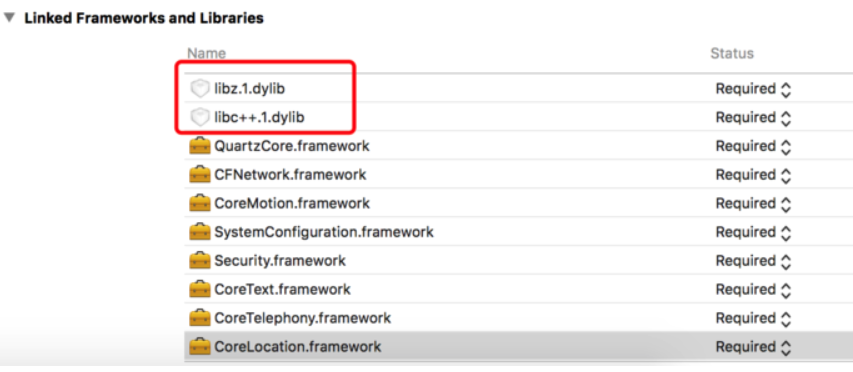 Linked Frameworks and Libraries
Name Status
libz.1.dylib Required
libc++.1.dylib Required
QuartzCore.framework Required
CFNetwork.framework Required
CoreMotion.framework Required
SystemConfiguration.framework Required
Security.framework Required
CoreText.framework Required
CoreTelephony.framework Required
CoreLocation.framework Required